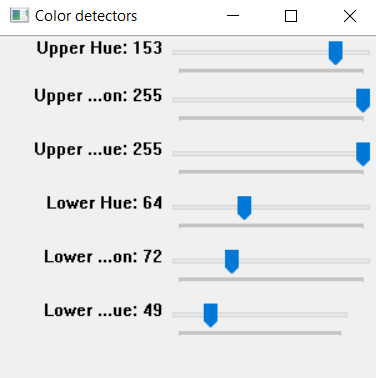 Color detectors
Upper Hue: 153
Upper ...on: 255
Upper ...ue: 255
Lower Hue: 64
Lower ...on: 72
Lower ...ue: 49